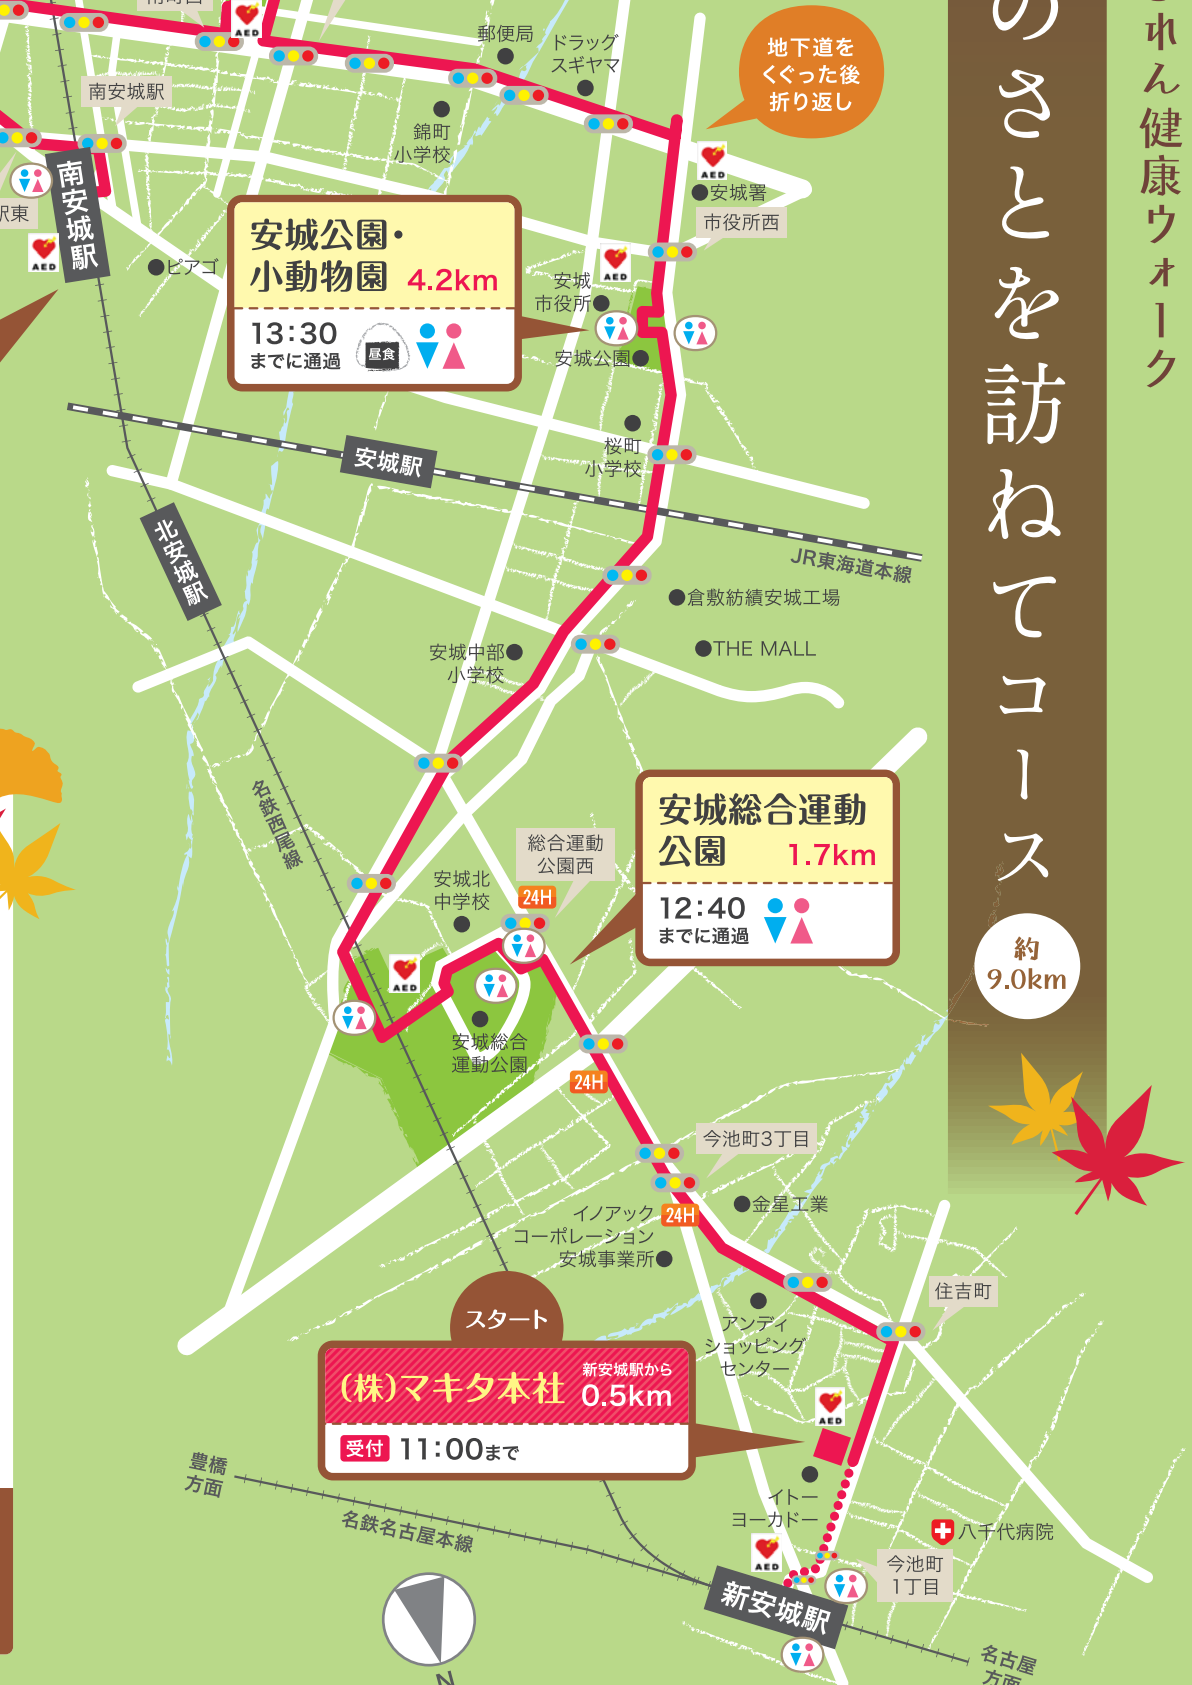 れん健康ウォーク
のさとを訪ねてコース
約
9.0km
地下道を
くぐった後
折り返し
郵便局
ドラッグ
スギヤマ
南安城駅
錦町
小学校
南安城駅
駅東
AED
AED
AED
安城署
市役所西
ピアゴ
安城公園・
小動物園 4.2km
13:30
までに通過
昼食
AED
安城
市役所
安城公園
桜町
小学校
安城駅
JR東海道本線
北安城駅
倉敷紡績安城工場
THE MALL
安城中部
小学校
名鉄西尾線
安城総合運動
公園 1.7km
12:40
までに通過
総合運動
公園西
24H
安城北
中学校
AED
安城総合
運動公園
24H
今池町3丁目
24H
金星工業
イノアック
コーポレーション
安城事業所
住吉町
アンディ
ショッピング
センター
スタート
(株)マキタ本社
新安城駅から
0.5km
受付 11:00まで
AED
豊橋
方面
名鉄名古屋本線
イトー
ヨーカドー
AED
八千代病院
今池町
1丁目
新安城駅
名古屋
方面
N